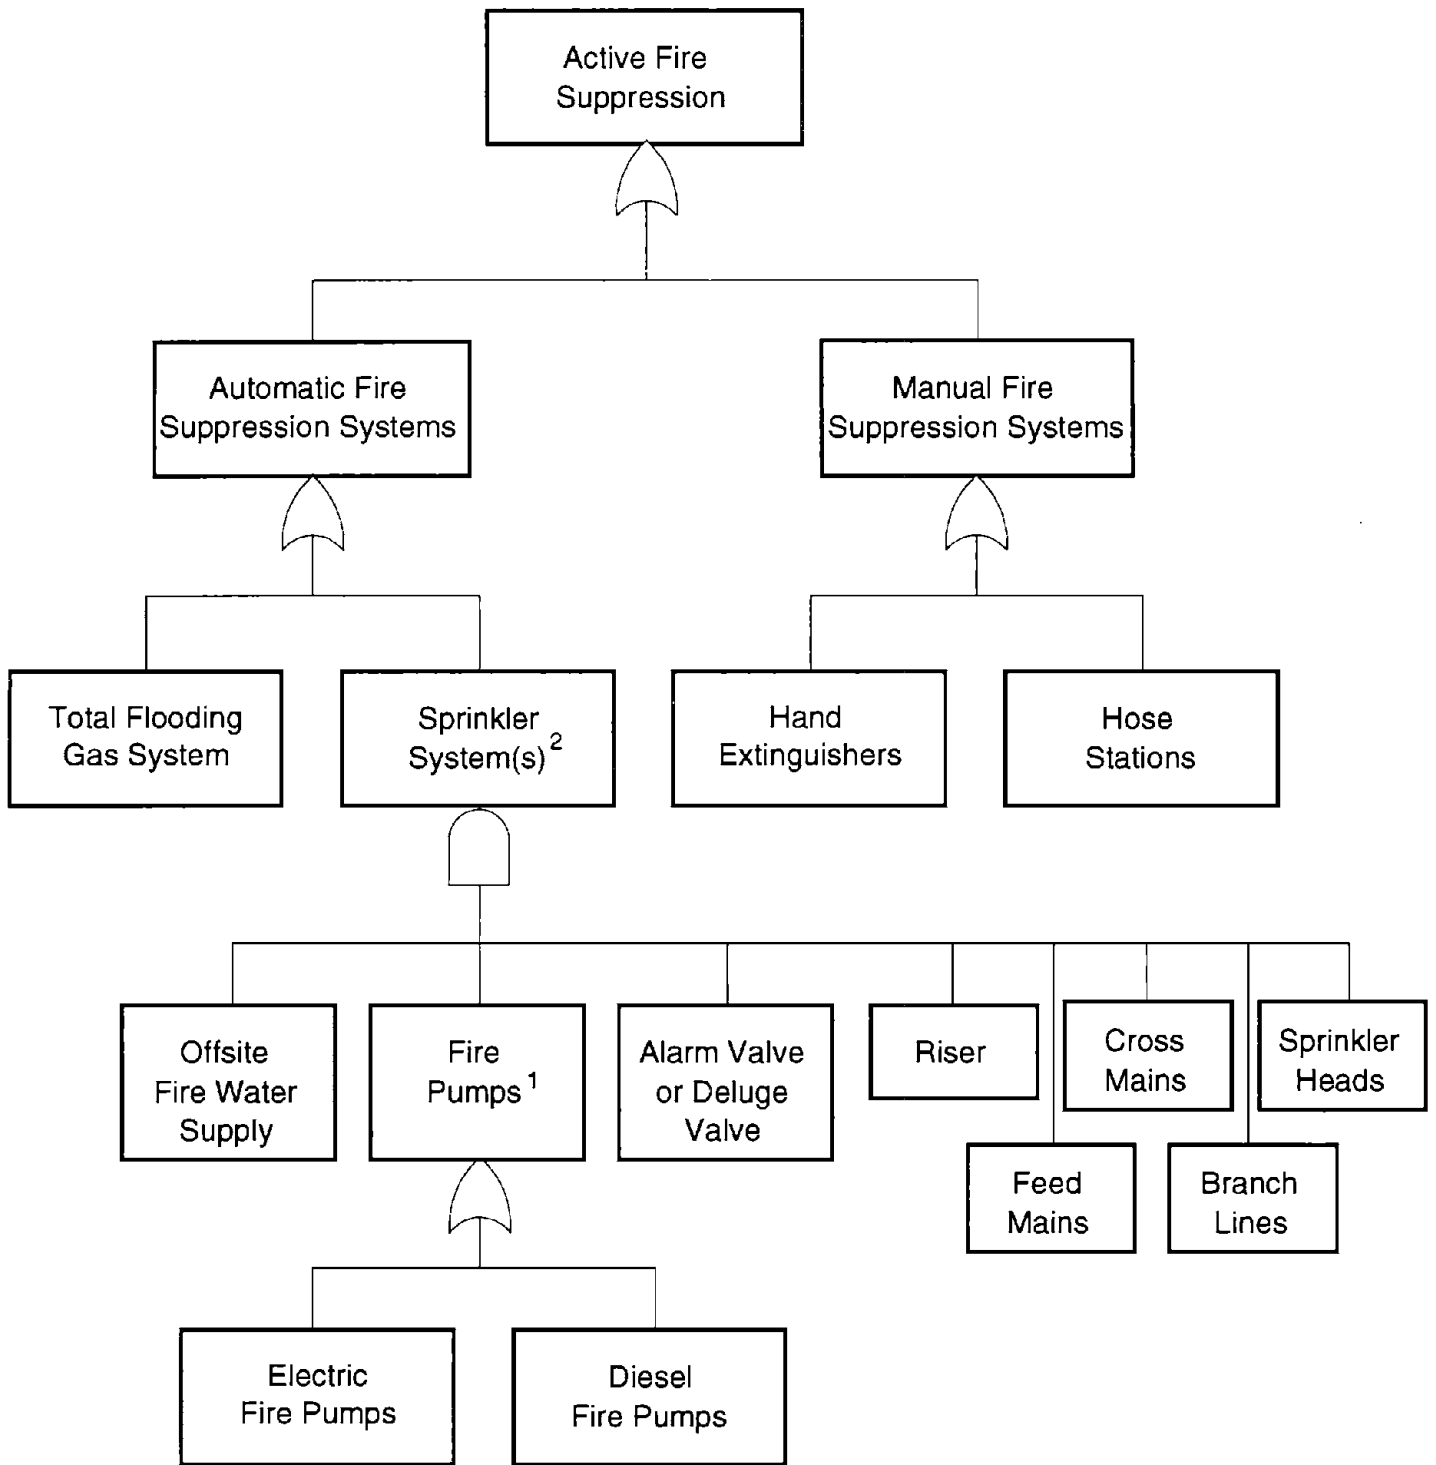 Active Fire
Suppression
Automatic Fire
Suppression Systems
Manual Fire
Suppression Systems
Total Flooding
Gas System
Sprinkler
System(s)²
Hand
Extinguishers
Hose
Stations
Offsite
Fire Water
Supply
Fire
Pumps¹
Alarm Valve
or Deluge
Valve
Riser
Cross
Mains
Sprinkler
Heads
Feed
Mains
Branch
Lines
Electric
Fire Pumps
Diesel
Fire Pumps